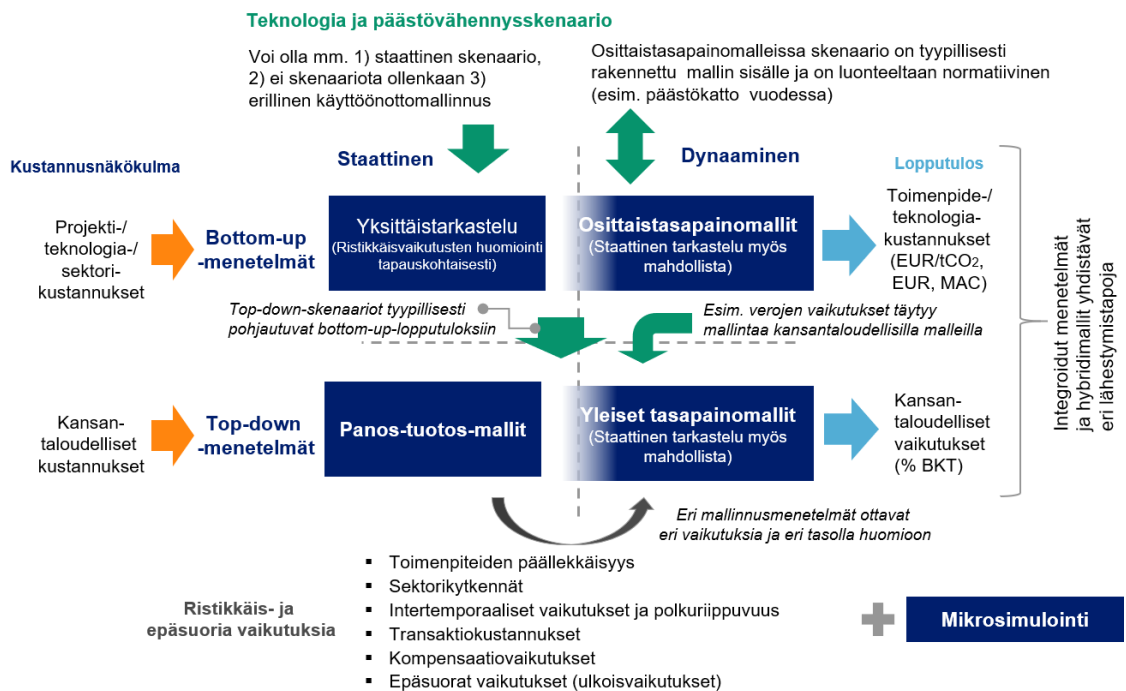 Teknologia ja päästövähennysskenaario
Voi olla mm. 1) staattinen skenaario,
2) ei skenaariota ollenkaan 3)
erillinen käyttöönottomallinnus
Osittaistasapainomalleissa skenaario on tyypillisesti
rakennettu mallin sisälle ja on luonteeltaan normatiivinen
(esim. päästökatto vuodessa)
Kustannusnäkökulma
Staattinen
Dynaaminen
Lopputulos
Projekti-/
teknologia-/
sektori-
kustannukset
Bottom-up
-menetelmät
Yksittäistarkastelu
(Ristikkäisvaikutusten huomiointi
tapauskohtaisesti)
Osittaistasapainomallit
(Staattinen tarkastelu myös
mahdollista)
Toimenpide-/
teknologia-
kustannukset
(EUR/tCO₂,
EUR, MAC)
Top-down-skenaariot tyypillisesti
pohjautuvat bottom-up-lopputuloksiin
Esim. verojen vaikutukset täytyy
mallintaa kansantaloudellisilla malleilla
Kansan-
taloudelliset
kustannukset
Top-down
-menetelmät
Panos-tuotos-mallit
Yleiset tasapainomallit
(Staattinen tarkastelu myös
mahdollista)
Kansan-
taloudelliset
vaikutukset
(% BKT)
Integroidut menetelmät
ja hybridimallit yhdistävät
eri lähestymistapoja
Eri mallinnusmenetelmät ottavat
eri vaikutuksia ja eri tasolla huomioon
Ristikkäis- ja
epäsuoria vaikutuksia
▪ Toimenpiteiden päällekkäisyys
▪ Sektorikytkennät
▪ Intertemporaaliset vaikutukset ja polkuriippuvuus
▪ Transaktiokustannukset
▪ Kompensaatiovaikutukset
▪ Epäsuorat vaikutukset (ulkoisvaikutukset)
Mikrosimulointi